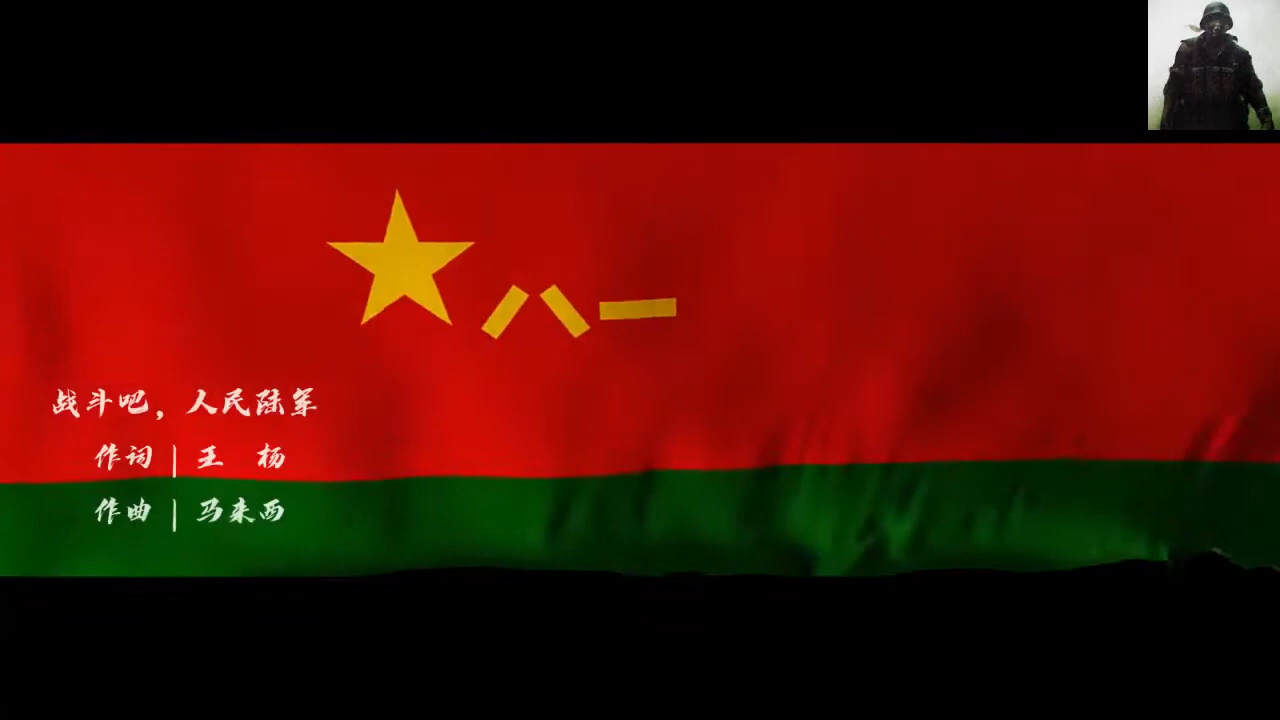 八一
战斗吧，人民陆军
作词 | 王 杨
作曲 | 马来西